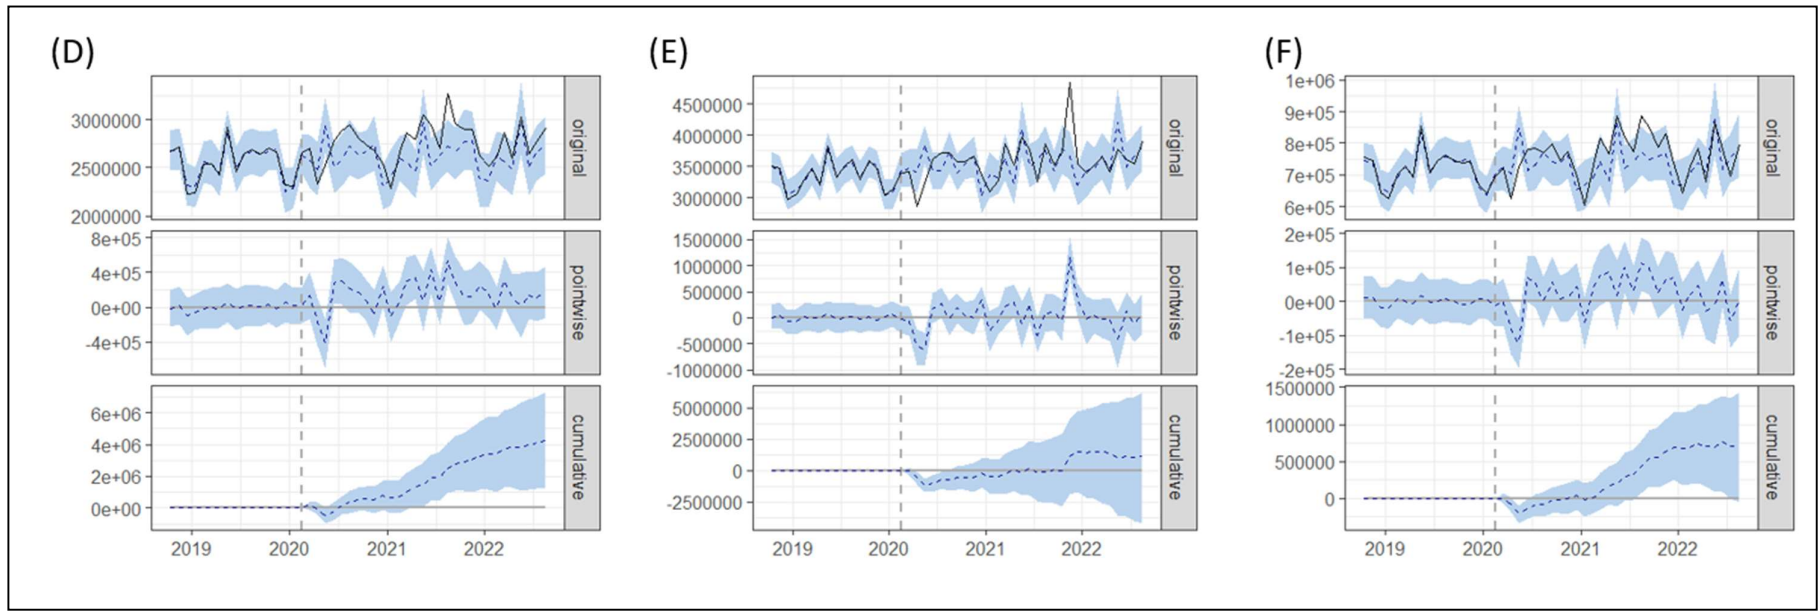 (D)
3000000
2500000
2000000
original
8e+05
4e+05
0e+00
-4e+05
pointwise
6e+06
4e+06
2e+06
0e+00
cumulative
2019 2020 2021 2022
(E)
4500000
4000000
3500000
3000000
original
1500000
1000000
500000
0
-500000
-1000000
pointwise
5000000
2500000
0
-2500000
cumulative
2019 2020 2021 2022
(F)
1e+06
9e+05
8e+05
7e+05
6e+05
original
2e+05
1e+05
0e+00
-1e+05
-2e+05
pointwise
1500000
1000000
500000
0
cumulative
2019 2020 2021 2022